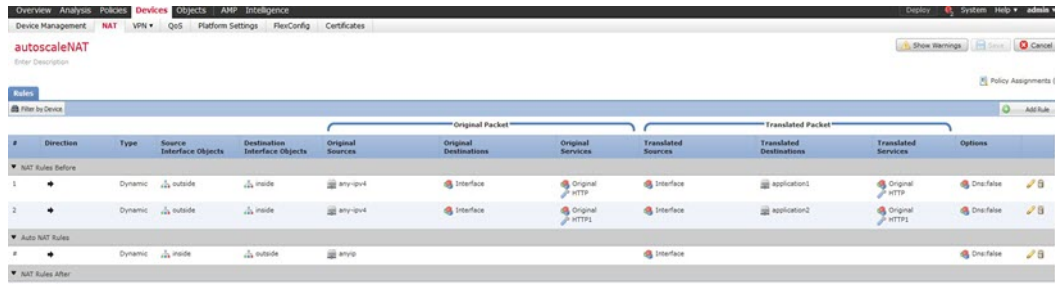 Overview Analysis Policies Devices Objects AMP Intelligence Deploy System Help ▾ admin
Device Management NAT VPN ▾ QoS Platform Settings FlexConfig Certificates
autoscaleNAT
Show Warnings Save Cancel
Enter Description
Policy Assignments (
Rules
Filter by Device Add Rule
Original Packet Translated Packet
# Direction Type Source Interface Objects Destination Interface Objects Original Sources Original Destinations Original Services Translated Sources Translated Destinations Translated Services Options
▼ NAT Rules Before
1 Dynamic outside inside any-ipv4 Interface Original HTTP Interface application1 Original HTTP Dns:false
2 Dynamic outside inside any-ipv4 Interface Original HTTP1 Interface application2 Original HTTP1 Dns:false
▼ Auto NAT Rules
# Dynamic inside outside anyip Interface Dns:false
▼ NAT Rules After